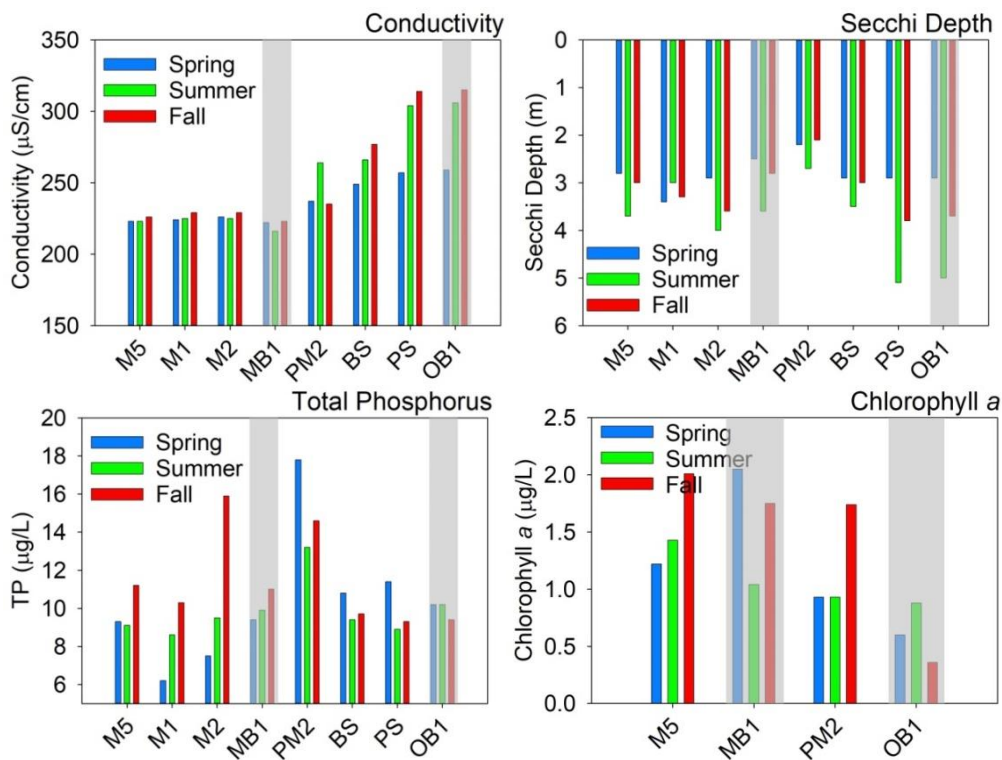 Conductivity
350
300
250
200
150
Conductivity (µS/cm)
Spring
Summer
Fall
M5 M1 M2 MB1 PM2 BS PS OB1
Secchi Depth
0
1
2
3
4
5
6
Secchi Depth (m)
Spring
Summer
Fall
M5 M1 M2 MB1 PM2 BS PS OB1
Total Phosphorus
20
18
16
14
12
10
8
6
TP (µg/L)
Spring
Summer
Fall
M5 M1 M2 MB1 PM2 BS PS OB1
Chlorophyll a
2.5
2.0
1.5
1.0
0.5
0.0
Chlorophyll a (µg/L)
Spring
Summer
Fall
M5 MB1 PM2 OB1